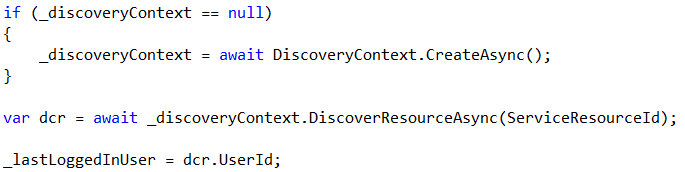 if (_discoveryContext == null)
{
    _discoveryContext = await DiscoveryContext.CreateAsync();
}
var dcr = await _discoveryContext.DiscoverResourceAsync(ServiceResourceId);
_lastLoggedInUser = dcr.UserId;